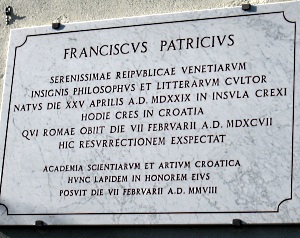 FRANCISCVS PATRICIVS
SERENISSIMAE REIPVBLICAE VENETIARVM
INSIGNIS PHILOSOPHVS ET LITTERARVM CVLTOR
NATVS DIE XXV APRILIS A.D. MDXXIX IN INSVLA CREXI
HODIE CRES IN CROATIA
QVI ROMAE OBIIT DIE VII FEBRVARII A.D. MDXCVII
HIC RESVRRECTIONEM EXSPECTAT
ACADEMIA SCIENTIARVM ET ARTIVM CROATICA
HVNC LAPIDEM IN HONOREM EIVS
POSVIT DIE VII FEBRVARII A.D. MMVIII